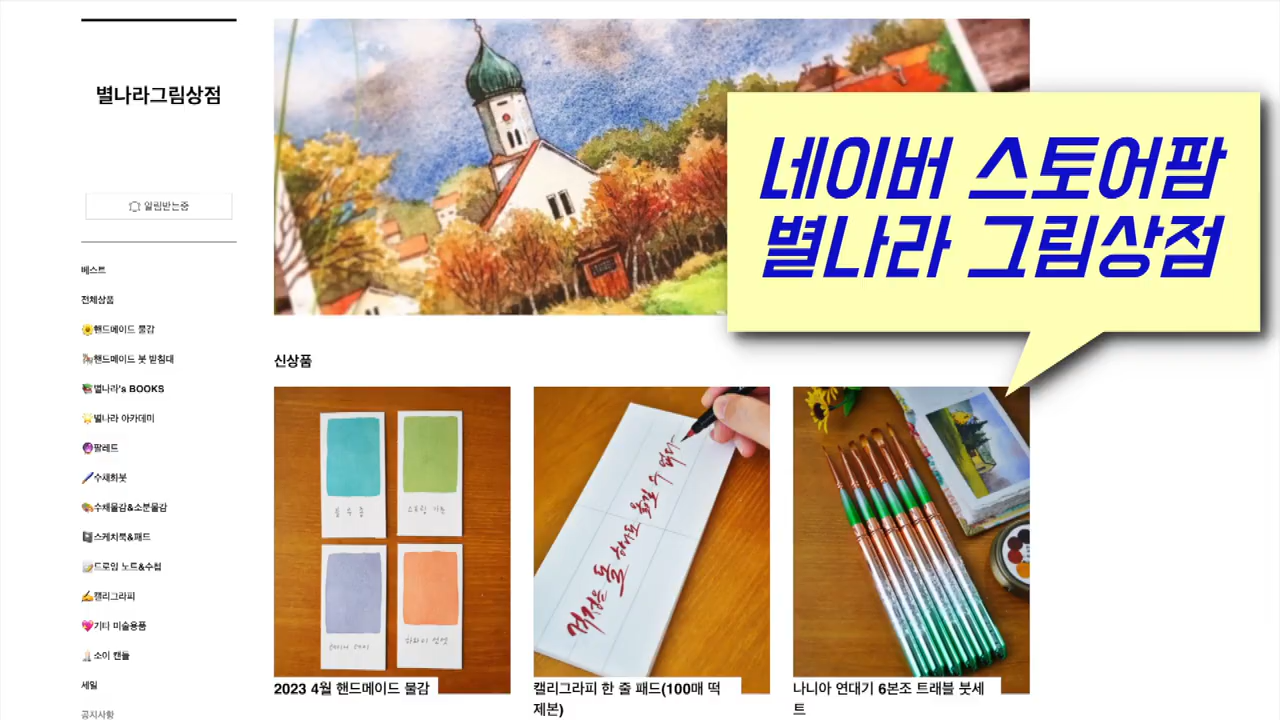 별나라그림상점
알림받는중
베스트
전체상품
핸드메이드 물감
핸드메이드 붓 받침대
별나라's BOOKS
별나라 아카데미
팔레트
수채화붓
수채물감&소분물감
스케치북&패드
드로잉 노트&수첩
캘리그라피
기타 미술용품
소이 캔들
세일
공지사항
네이버 스토어팜
별나라 그림상점
신상품
2023 4월 핸드메이드 물감
캘리그라피 한 줄 패드(100매 떡
제본)
나니아 연대기 6본조 트래블 붓세
트